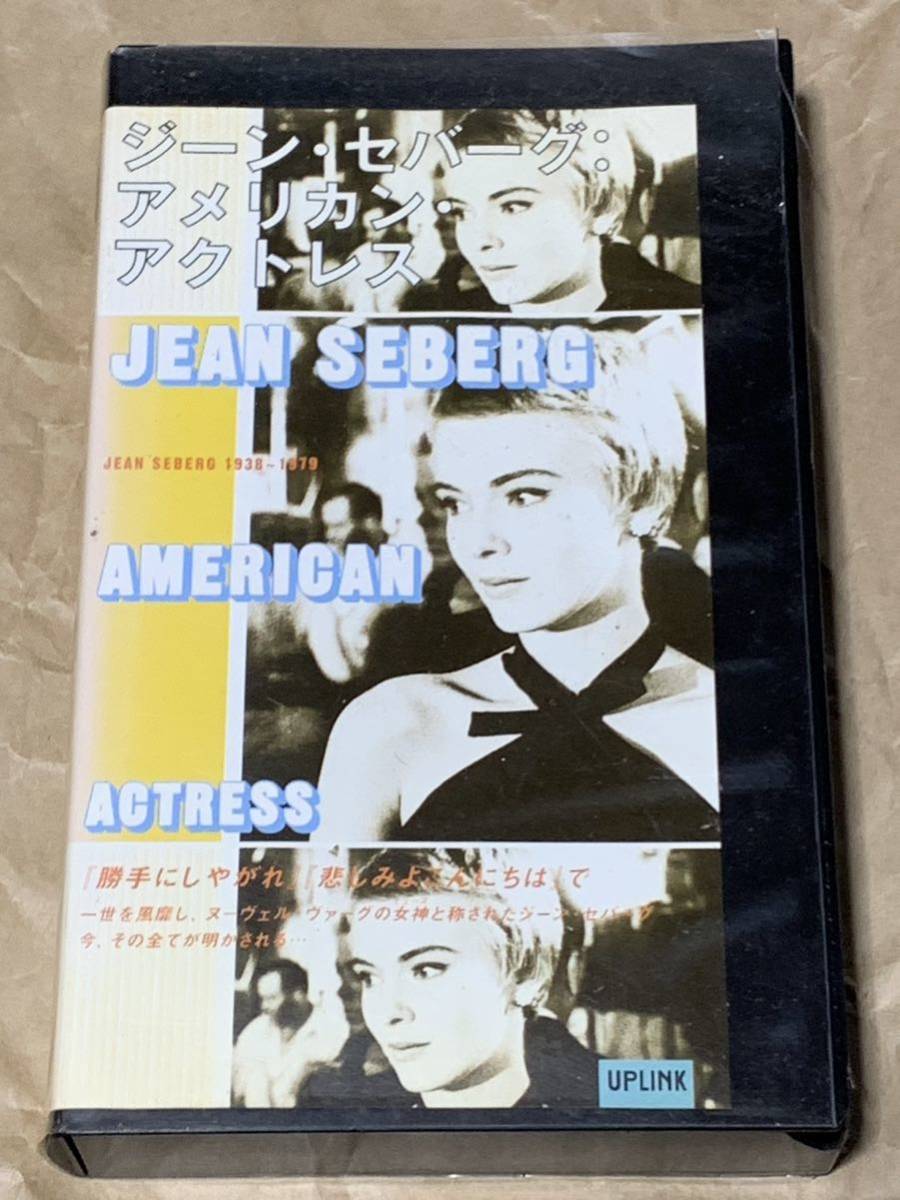 ジーン・セバーグ:
アメリカン・
アクトレス
JEAN SEBERG
JEAN SEBERG 1938~1979
AMERICAN
ACTRESS
「勝手にしやがれ」「悲しみよこんにちは」で
一世を風靡し、ヌーヴェル・ヴァーグの女神と称されたジーン・セバーグ
今、その全てが明かされる…
UPLINK